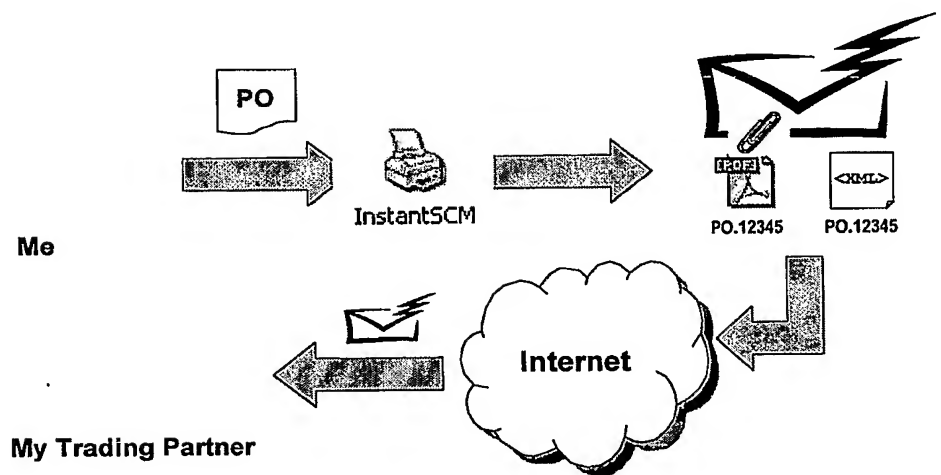 PO
InstantSCM
PDF
<XML>
PO.12345
PO.12345
Me
Internet
My Trading Partner